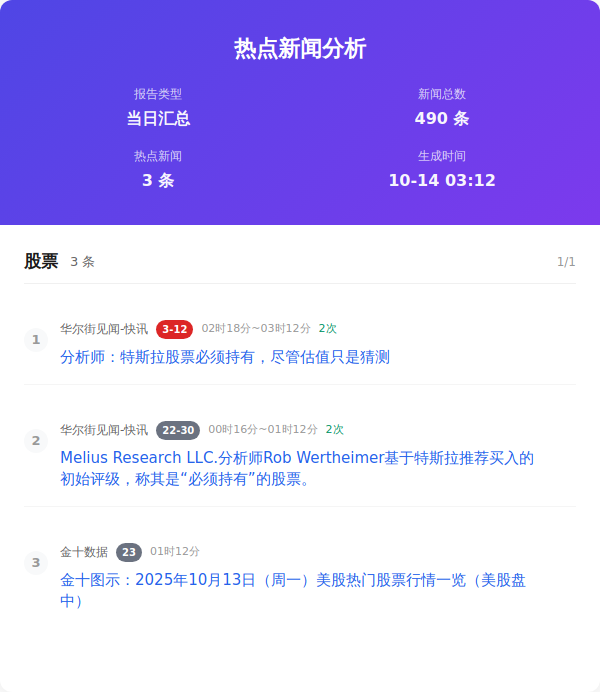 热点新闻分析
报告类型
新闻总数
当日汇总
490 条
热点新闻
生成时间
3 条
10-14 03:12
股票 3 条 1/1
1 华尔街见闻-快讯 3-12 02时18分~03时12分 2次
分析师：特斯拉股票必须持有，尽管估值只是猜测
2 华尔街见闻-快讯 22-30 00时16分~01时12分 2次
Melius Research LLC.分析师Rob Wertheimer基于特斯拉推荐买入的
初始评级，称其是“必须持有”的股票。
3 金十数据 23 01时12分
金十图示：2025年10月13日（周一）美股热门股票行情一览（美股盘
中）